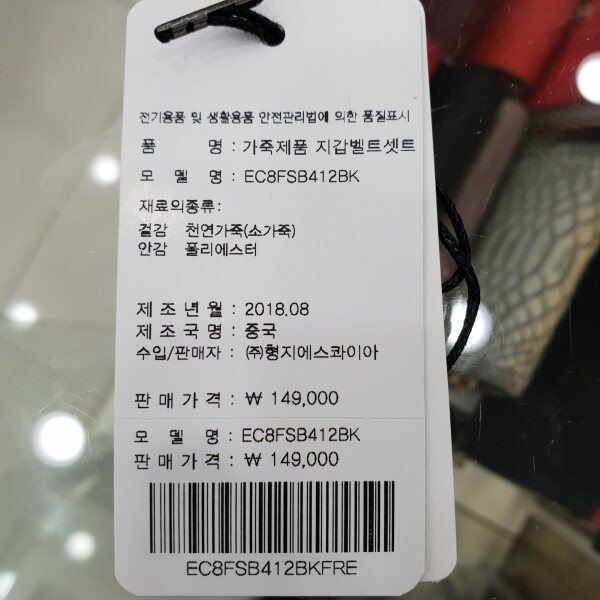 전기용품 및 생활용품 안전관리법에 의한 품질표시
품 명 : 가죽제품 지갑벨트셋트
모 델 명 : EC8FSB412BK
재료의종류:
겉감 천연가죽(소가죽)
안감 폴리에스터
제 조 년 월 : 2018.08
제 조 국 명 : 중국
수입/판매자 : ㈜형지에스콰이아
판 매 가 격 : ₩ 149,000
모 델 명 : EC8FSB412BK
판 매 가 격 : ₩ 149,000
EC8FSB412BKFRE